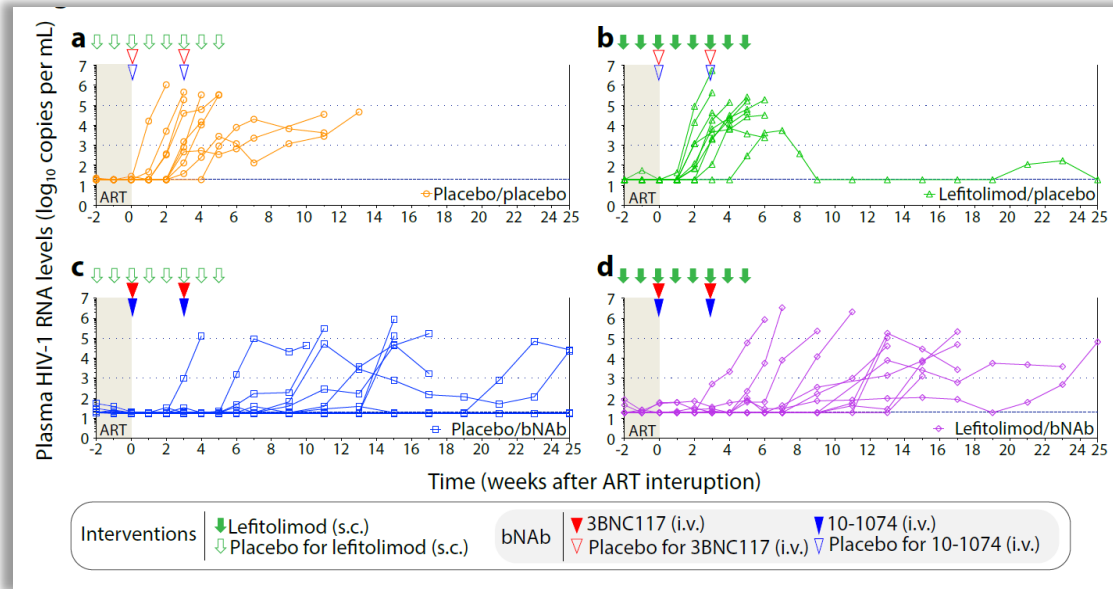 Plasma HIV-1 RNA levels (log10 copies per mL)
a
7
6
5
4
3
2
1
0
ART
Placebo/placebo
-2 0 2 4 6 8 10 12 14 16 18 20 22 24 25
b
7
6
5
4
3
2
1
0
ART
Lefitolimod/placebo
-2 0 2 4 6 8 10 12 14 16 18 20 22 24 25
c
7
6
5
4
3
2
1
0
ART
Placebo/bNAb
-2 0 2 4 6 8 10 12 14 16 18 20 22 24 25
d
7
6
5
4
3
2
1
0
ART
Lefitolimod/bNAb
-2 0 2 4 6 8 10 12 14 16 18 20 22 24 25
Time (weeks after ART interuption)
Interventions
Lefitolimod (s.c.)
Placebo for lefitolimod (s.c.)
bNAb
3BNC117 (i.v.)
Placebo for 3BNC117 (i.v.)
10-1074 (i.v.)
Placebo for 10-1074 (i.v.)